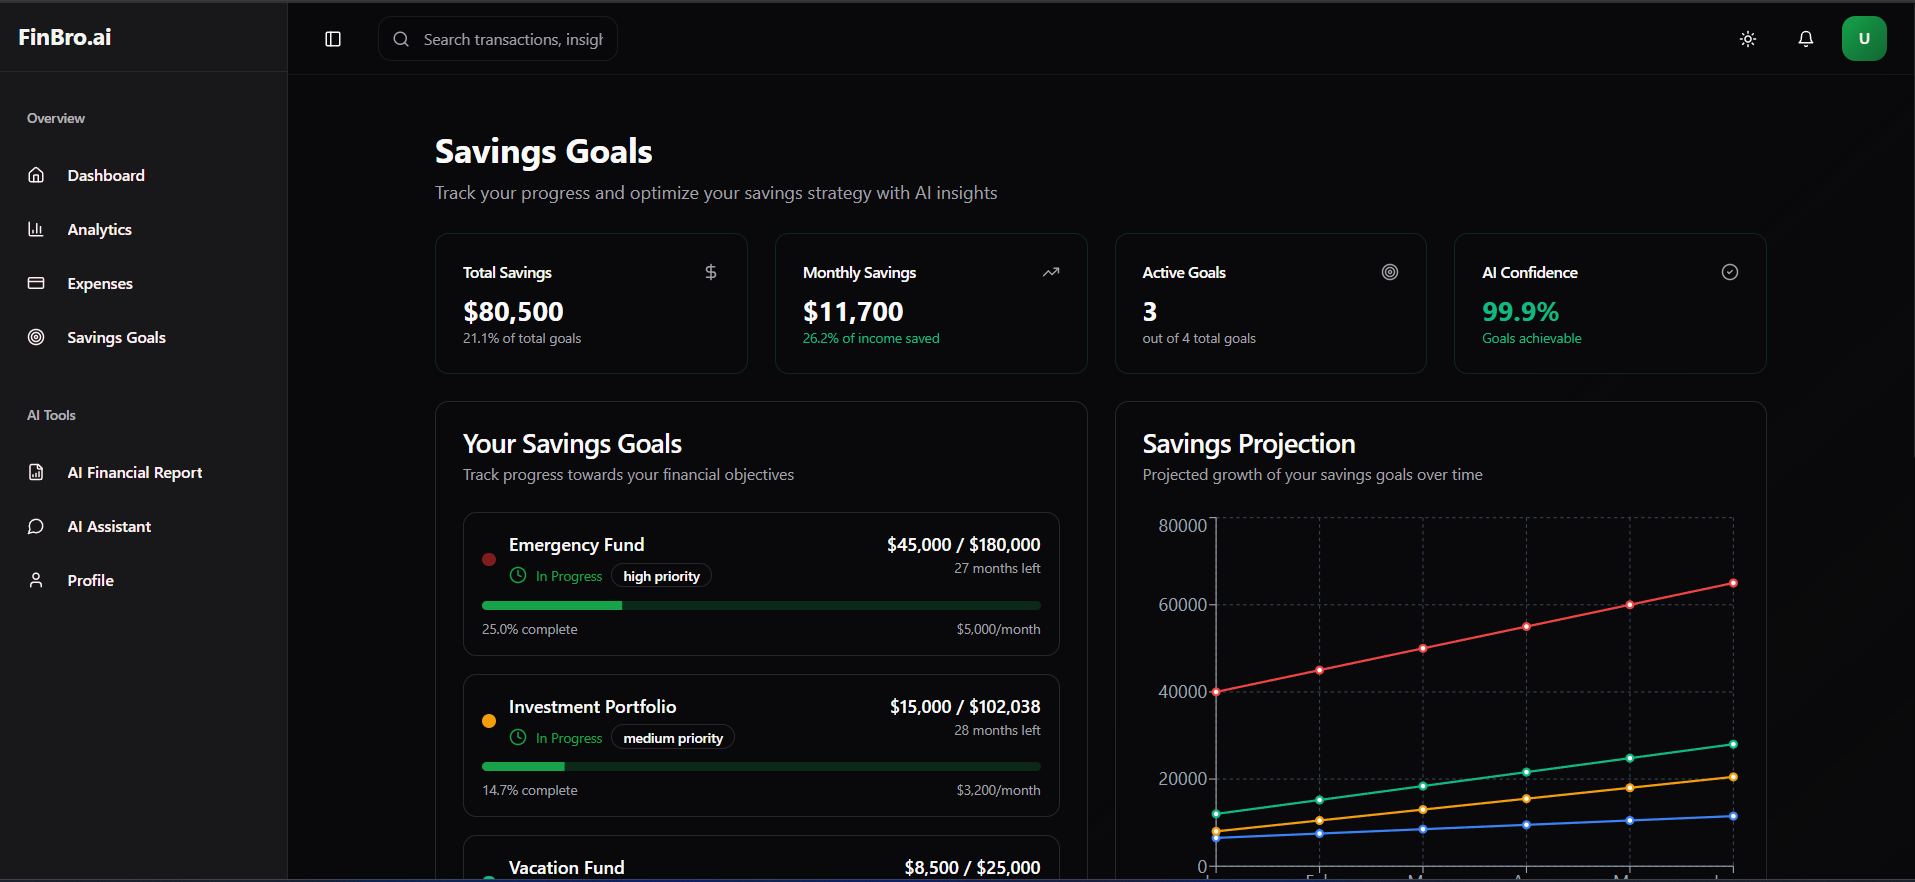 FinBro.ai
Search transactions, insigh
U
Overview
Dashboard
Analytics
Expenses
Savings Goals
AI Tools
AI Financial Report
AI Assistant
Profile
Savings Goals
Track your progress and optimize your savings strategy with AI insights
Total Savings
$80,500
21.1% of total goals
Monthly Savings
$11,700
26.2% of income saved
Active Goals
3
out of 4 total goals
AI Confidence
99.9%
Goals achievable
Your Savings Goals
Track progress towards your financial objectives
Emergency Fund
$45,000 / $180,000
In Progress
high priority
27 months left
25.0% complete
$5,000/month
Investment Portfolio
$15,000 / $102,038
In Progress
medium priority
28 months left
14.7% complete
$3,200/month
Vacation Fund
$8,500 / $25,000
Savings Projection
Projected growth of your savings goals over time
80000
60000
40000
20000
0